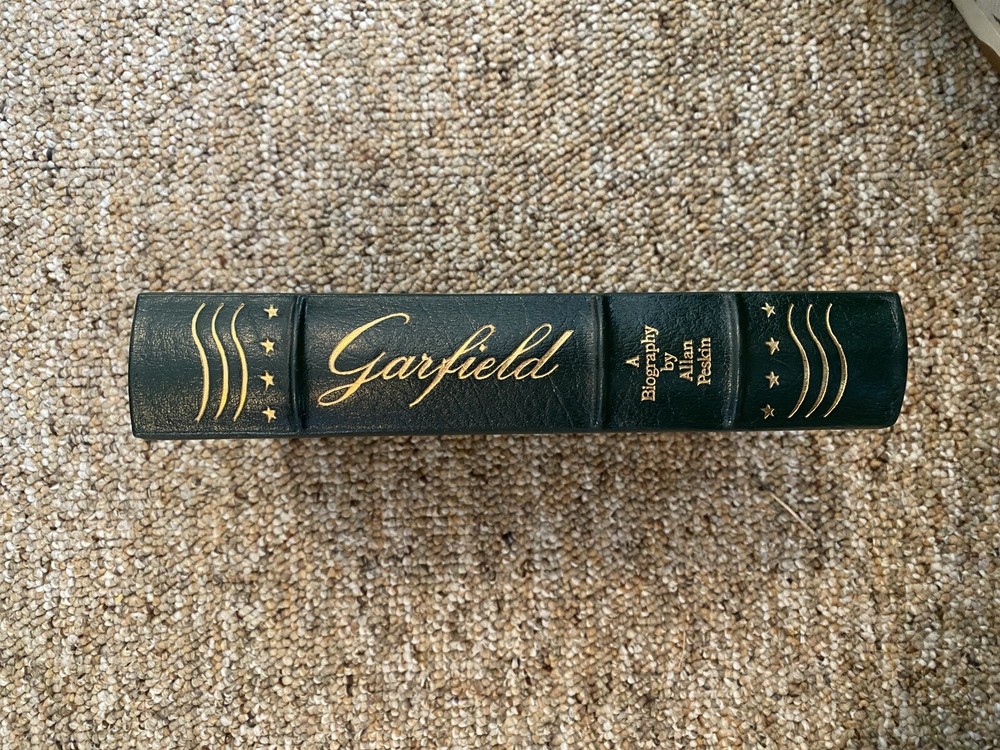 Garfield
A
Biography
by
Allan
Peskin